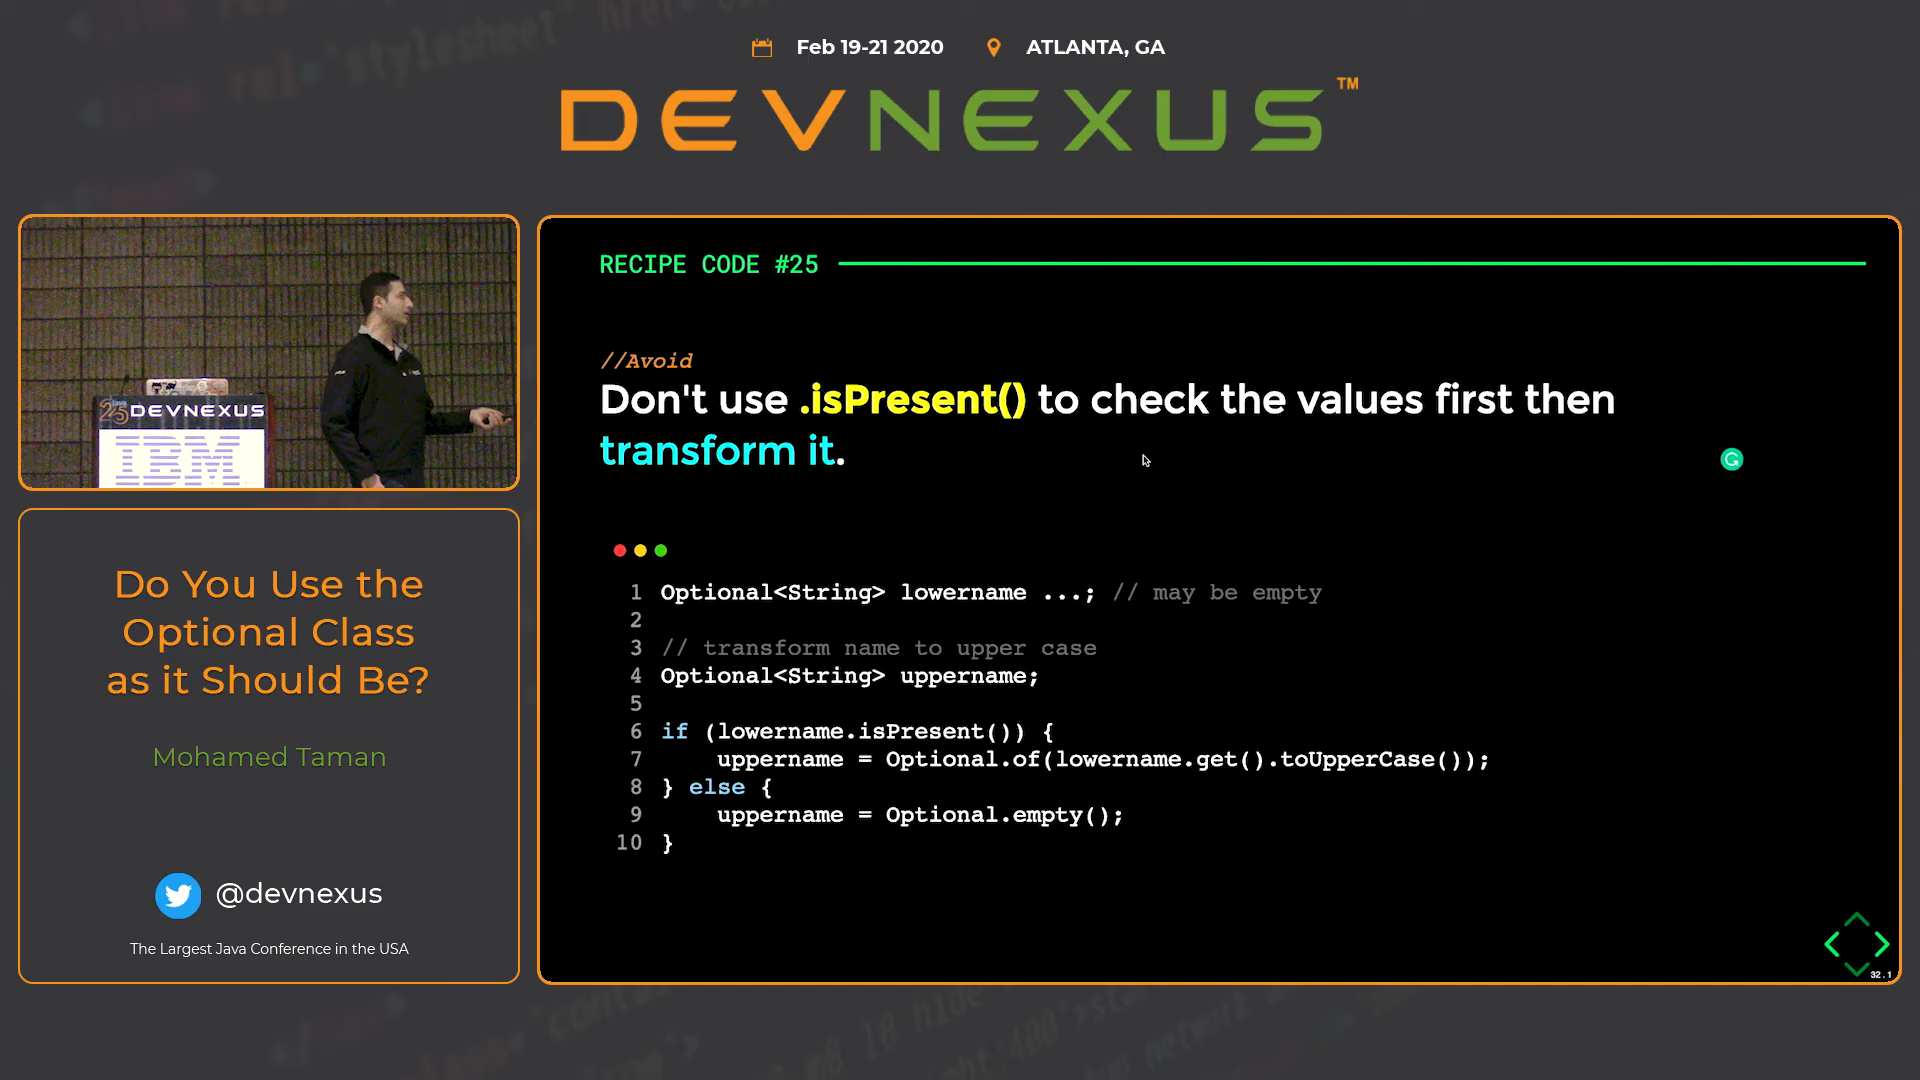 Feb 19-21 2020 ATLANTA, GA
DEVNEXUS™
25 DEVNEXUS
IBM
Do You Use the
Optional Class
as it Should Be?
Mohamed Taman
@devnexus
The Largest Java Conference in the USA
RECIPE CODE #25
//Avoid
Don't use .isPresent() to check the values first then
transform it.
1 Optional<String> lowername ...; // may be empty
2
3 // transform name to upper case
4 Optional<String> uppername;
5
6 if (lowername.isPresent()) {
7 uppername = Optional.of(lowername.get().toUpperCase());
8 } else {
9 uppername = Optional.empty();
10 }
32.1